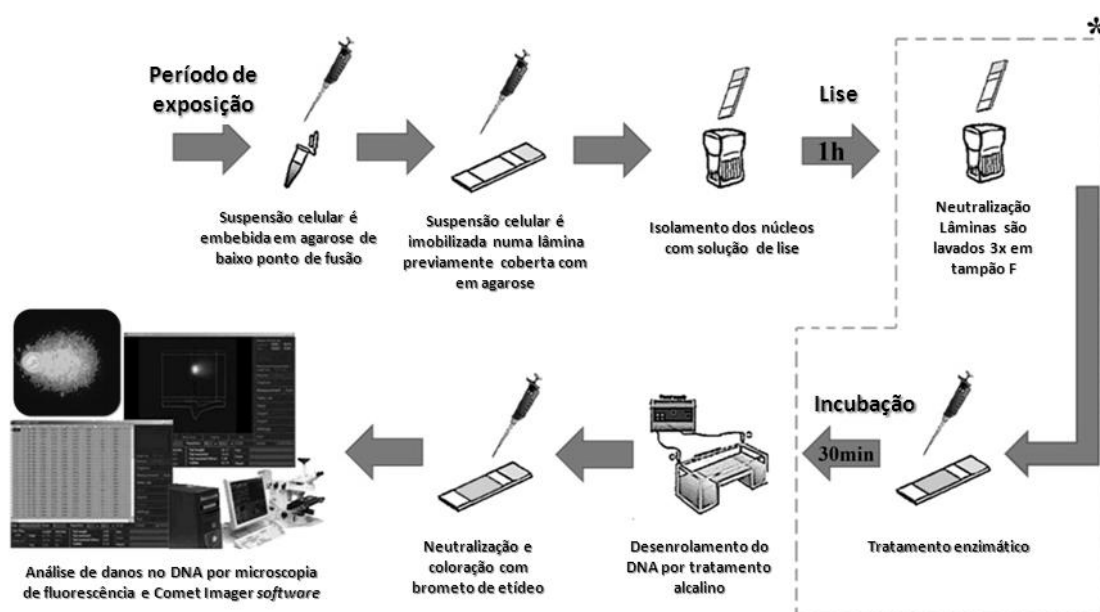 *
Período de
exposição
Lise
1h
Suspensão celular é
embebida em agarose de
baixo ponto de fusão
Suspensão celular é
imobilizada numa lâmina
previamente coberta com
em agarose
Isolamento dos núcleos
com solução de lise
Neutralização
Lâminas são
lavados 3x em
tampão F
Incubação
30min
Análise de danos no DNA por microscopia
de fluorescência e Comet Imager software
Neutralização e
coloração com
brometo de etídeo
Desenrolamento do
DNA por tratamento
alcalino
Tratamento enzimático